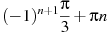 (−1)^{n+1} π/3 + πn